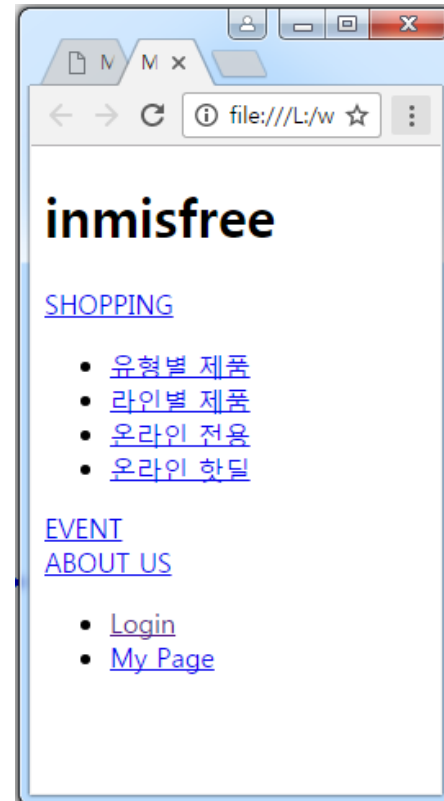 M
M
file:///L:/w
inmisfree
SHOPPING
유형별 제품
라인별 제품
온라인 전용
온라인 핫딜
EVENT
ABOUT US
Login
My Page